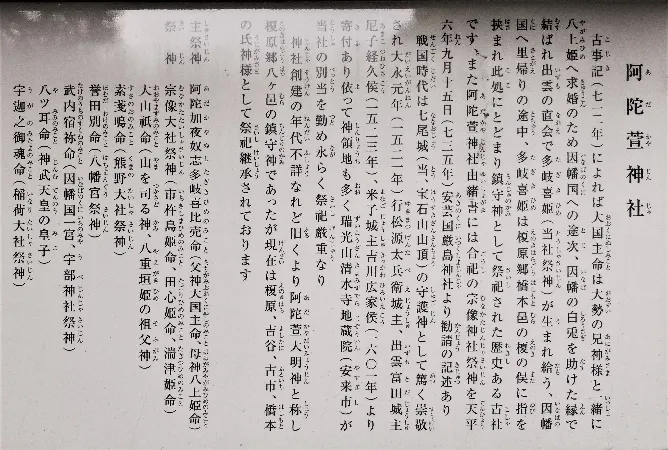 阿陀萱神社
古事記(七一二年)によれば大国主命は大勢の兄神様と一緒に
八上姫へ求婚のため因幡国への途次、因幡の白兎を助けた縁で
結ばれ出雲の直会で多岐喜姫(当社祭神)が生まれ給う、因幡
国へ里帰りの途中、多岐喜姫は榎原郷橋本邑の榎の俣に指を
挟まれ此処にとどまり鎮守神として祭祀された歴史ある古社
です。また阿陀萱神社由緒書には合祀の宗像神社祭神を天平
六年九月十五日(七三五年)安芸国厳島神社より勧請の記述あり
戦国時代は七尾城(当一宝千山山頂)の守護神として篤く崇敬
され大永元年(一五二一年)行松源太兵衛城主、出雲富田城主
尼子経久侯(一五二三年)、米子城主吉川広家侯(一六〇一年)より
寄付あり依って神領地も多く瑞光山清水寺地蔵院(安来市)が
当社の別当を勤め永らく祭祀厳重なり
神社創建の年代不詳なれど旧くより阿陀萱大明神と称し
榎原郷八ヶ邑の鎮守神であったが現在は榎原、古谷、古市、橋本
の氏神様として祭祀継承されております
主祭神 阿陀加夜奴志多岐喜比売命(父神大国主命、母神八上姫命)
祭神 宗像大社祭神(市杵島姫命、田心姫命、湍津姫命)
大山祇命(山を司る神、八重垣姫の祖父神)
素戔嗚命(熊野大社祭神)
誉田別命(八幡宮祭神)
武内宿祢命(因幡国一宮、宇部神社祭神)
八ツ耳命(神武天皇の皇子)
宇迦之御魂命(稲荷大社祭神)